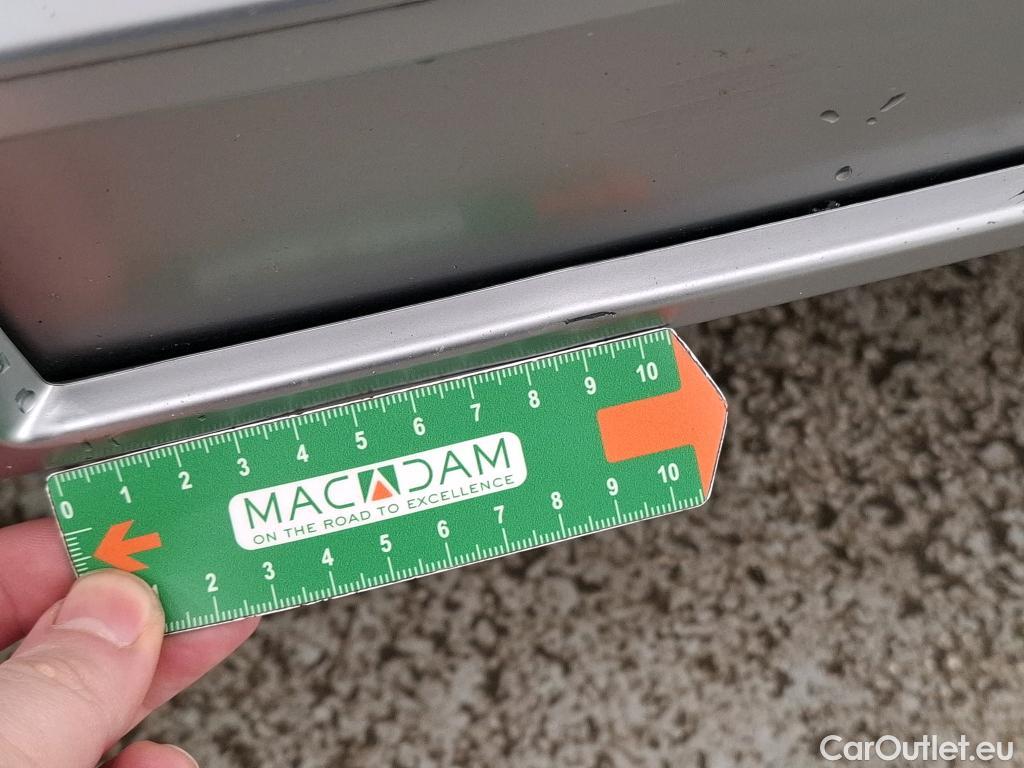 0 1 2 3 4 5 6 7 8 9 10
MACADAM
ON THE ROAD TO EXCELLENCE
2 3 4 5 6 7 8 9 10
CarOutlet.eu